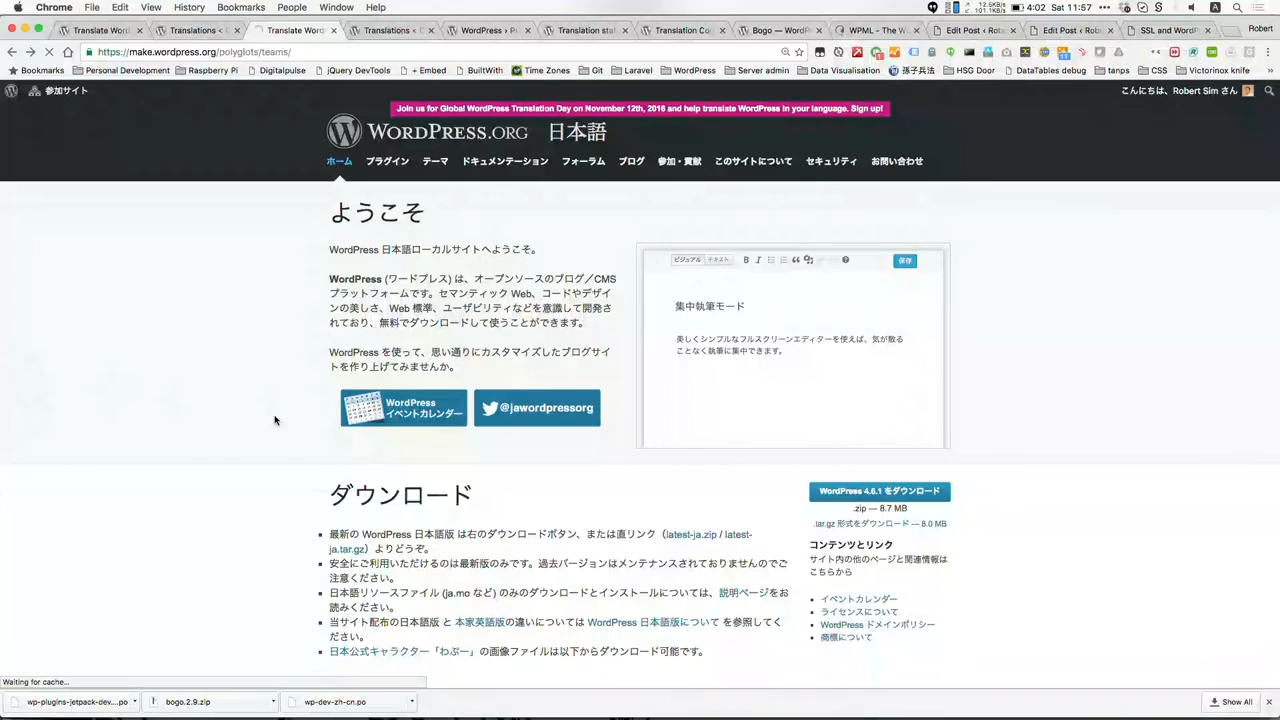 Chrome File Edit View History Bookmarks People Window Help
12.5KB/s
101.1KB/s
4:02 Sat 11:57
Translate Word
Translations <
Translate Word
Translations <
WordPress ›
Translation
Translation Co
Bogo — WordP
WPML - The W
Edit Post ‹ Rob
Edit Post ‹ Rob
SSL and WordP
Robert
https://make.wordpress.org/polyglots/teams/
Bookmarks Personal Development Raspberry Pi Digitalpulse jQuery DevTools + Embed BuiltWith Time Zones Git Laravel WordPress Server admin Data Visualisation 孫子兵法 HSG Door DataTables debug tanps CSS Victorinox knife
参加サイト
こんにちは、Robert Sim さん
Join us for Global WordPress Translation Day on November 12th, 2016 and help translate WordPress in your language. Sign up!
WORDPRESS.ORG 日本語
ホーム プラグイン テーマ ドキュメンテーション フォーラム ブログ 参加・貢献 このサイトについて セキュリティ お問い合わせ
ようこそ
WordPress 日本語ローカルサイトへようこそ。
WordPress (ワードプレス) は、オープンソースのブログ／CMS
プラットフォームです。セマンティック Web、コードやデザイン
の美しさ、Web 標準、ユーザビリティなどを意識して開発さ
れており、無料でダウンロードして使うことができます。
WordPress を使って、思い通りにカスタマイズしたブログサイ
トを作り上げてみませんか。
WordPress
イベントカレンダー
@jawordpressorg
ビジュアル テキスト
B I
保存
集中執筆モード
美しくシンプルなフルスクリーンエディターを使えば、気が散る
ことなく執筆に集中できます。
ダウンロード
最新の WordPress 日本語版 は右のダウンロードボタン、または直リンク（latest-ja.zip / latest-
ja.tar.gz）よりどうぞ。
安全にご利用いただけるのは最新版のみです。過去バージョンはメンテナンスされておりませんのでご
注意ください。
日本語リソースファイル (ja.mo など) のみのダウンロードとインストールについては、説明ページをお
読みください。
当サイト配布の日本語版 と 本家英語版の違いについては WordPress 日本語版について を参照してく
ださい。
日本公式キャラクター「わぷー」の画像ファイルは以下からダウンロード可能です。
WordPress 4.6.1 をダウンロード
.zip — 8.7 MB
.tar.gz 形式をダウンロード — 8.0 MB
コンテンツとリンク
サイト内の他のページと関連情報は
こちらから
イベントカレンダー
ライセンスについて
WordPress ドメインポリシー
商標について
Waiting for cache...
wp-plugins-jetpack-dev....po
bogo.2.9.zip
wp-dev-zh-cn.po
Show All